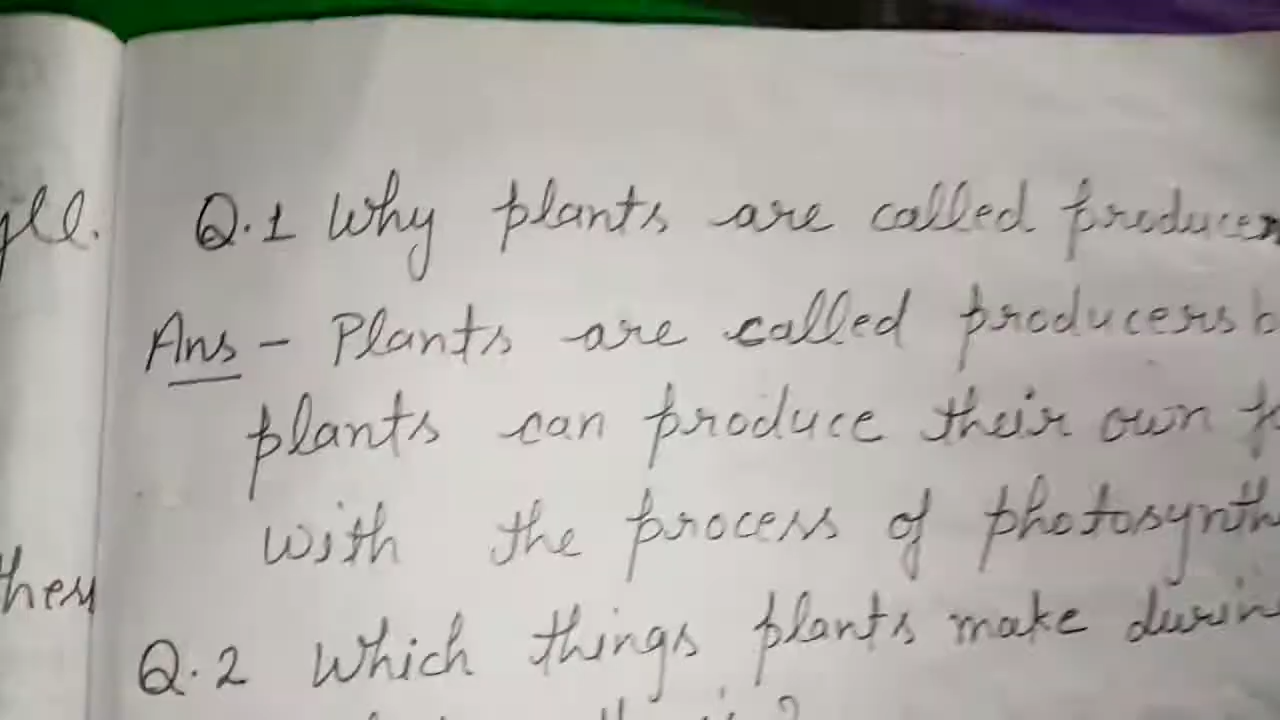 Q.1 Why plants are called producers
Ans - Plants are called producers
plants can produce their own
with the process of
Q.2 Which things plants make